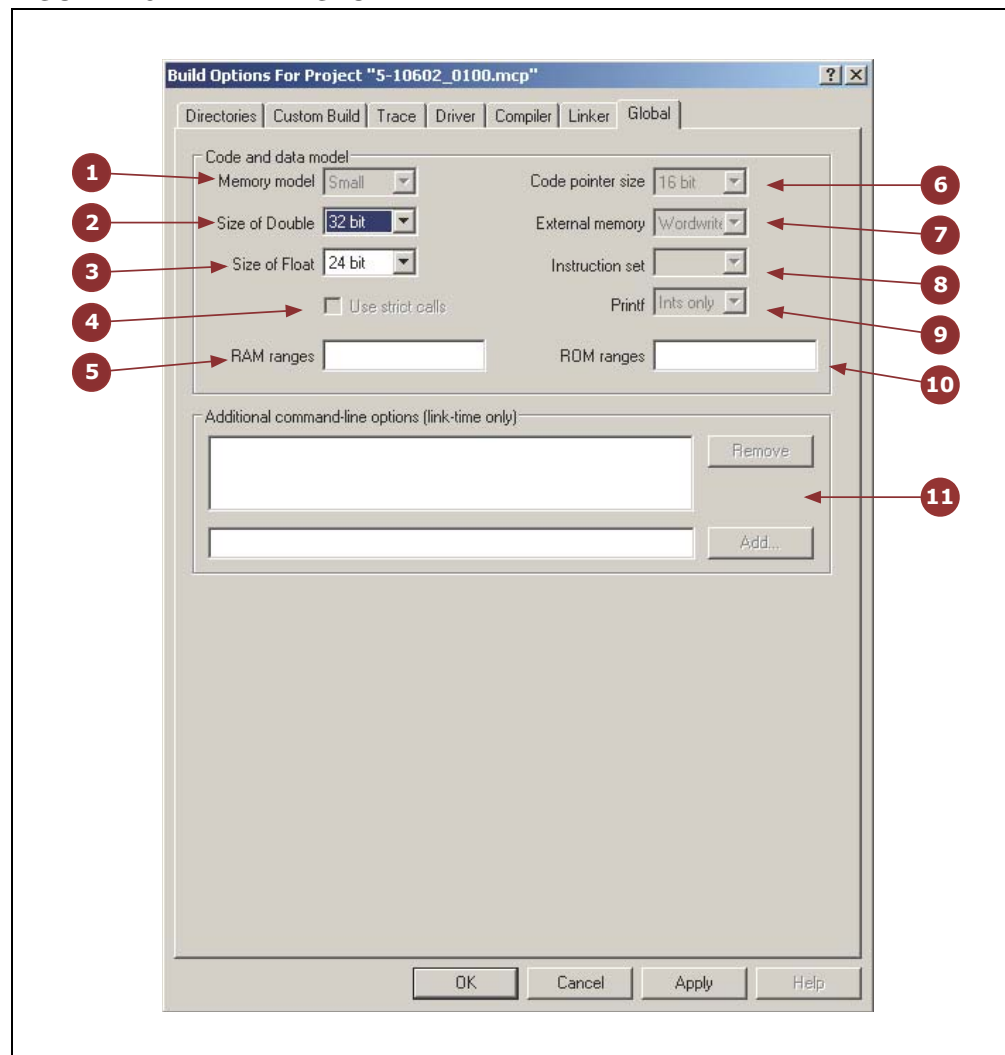 Build Options For Project "5-10602_0100.mcp"
Directories Custom Build Trace Driver Compiler Linker Global
Code and data model
1 Memory model Small Code pointer size 16 bit 6
2 Size of Double 32 bit External memory Wordwrite 7
3 Size of Float 24 bit Instruction set 8
4 Use strict calls Printf Ints only 9
5 RAM ranges ROM ranges 10
Additional command-line options (link-time only)
Remove
11
Add...
OK Cancel Apply Help